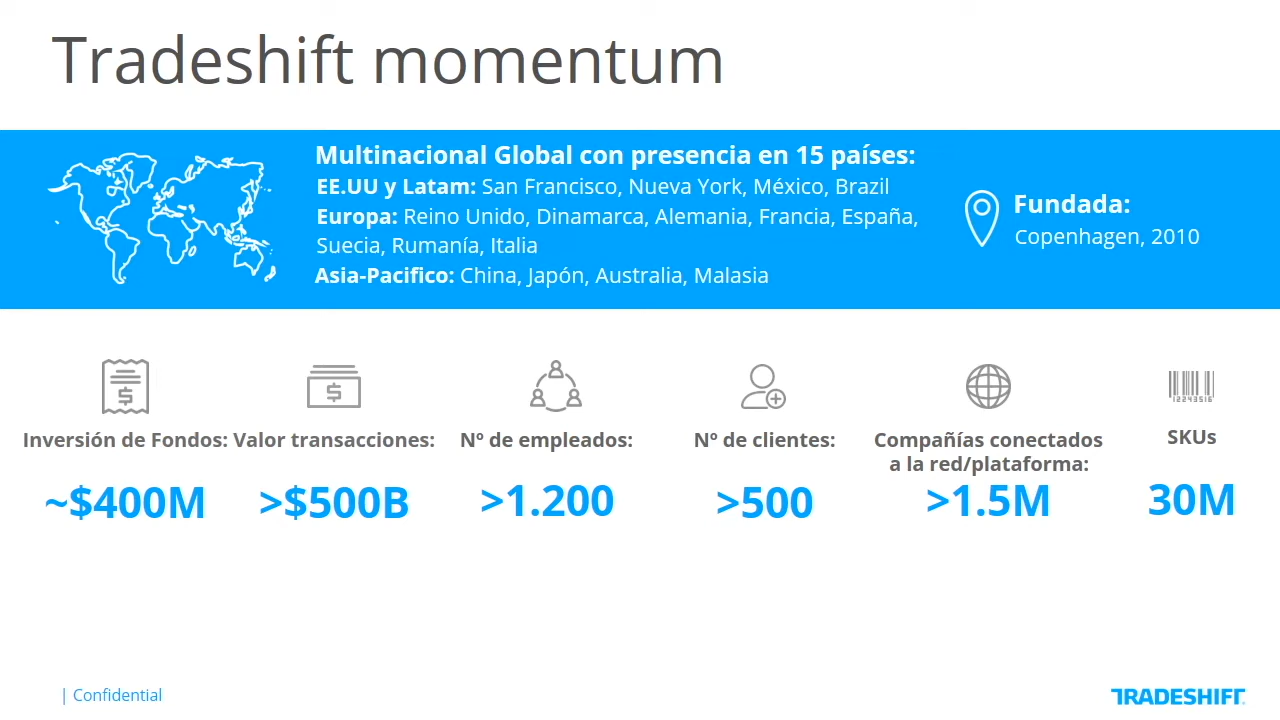 Tradeshift momentum
Multinacional Global con presencia en 15 países:
EE.UU y Latam: San Francisco, Nueva York, México, Brazil
Europa: Reino Unido, Dinamarca, Alemania, Francia, España,
Suecia, Rumanía, Italia
Asia-Pacifico: China, Japón, Australia, Malasia
Fundada:
Copenhagen, 2010
Inversión de Fondos:
~$400M
Valor transacciones:
>$500B
Nº de empleados:
>1.200
Nº de clientes:
>500
Compañías conectados
a la red/plataforma:
>1.5M
12243516
SKUs
30M
| Confidential
TRADESHIFT